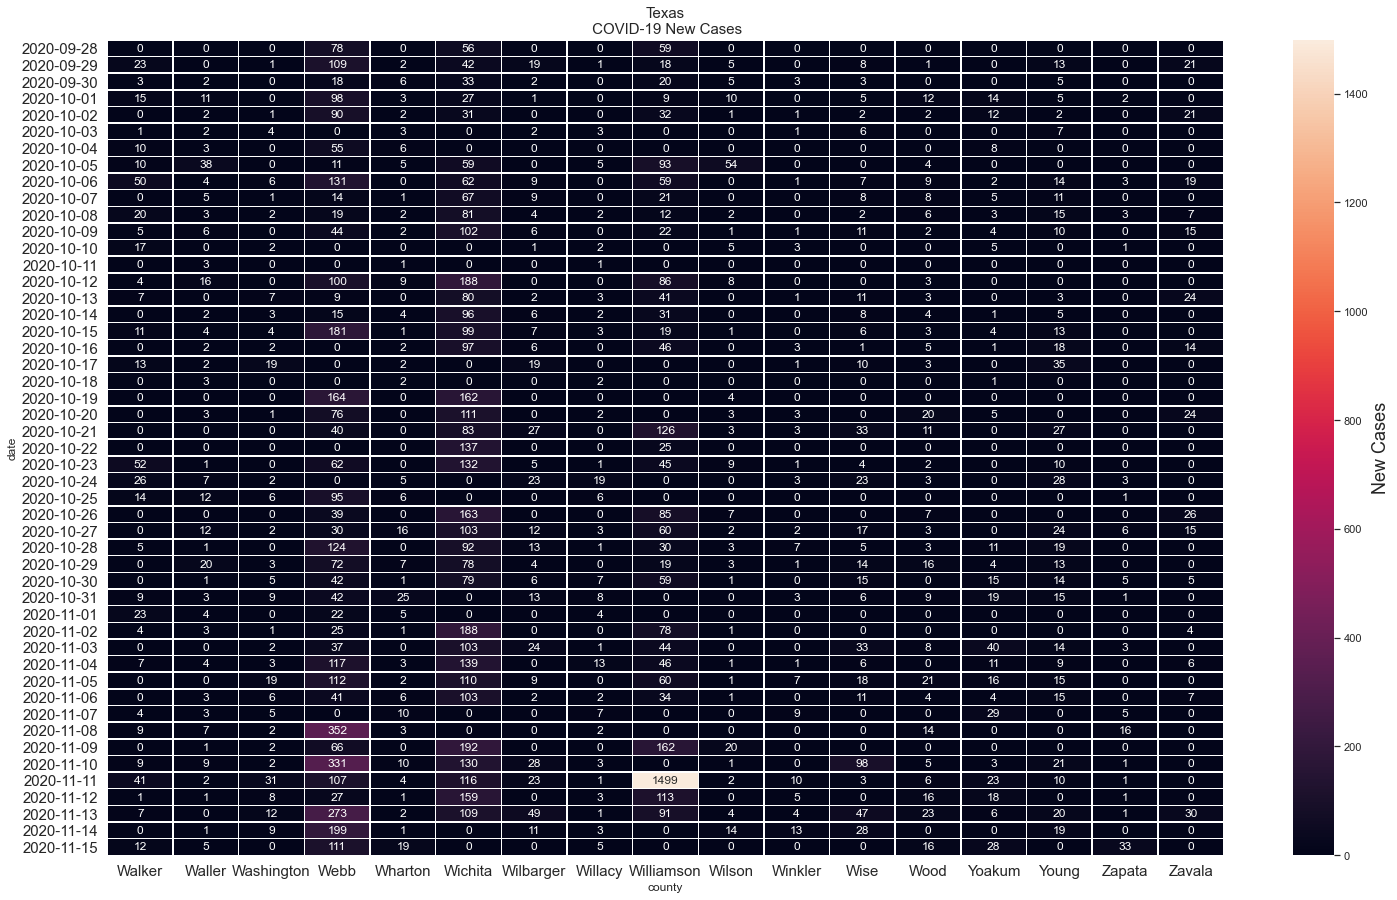 Texas
COVID-19 New Cases
2020-09-28 0 0 0 78 0 56 0 0 59 0 0 0 0 0 0 0 0
2020-09-29 23 0 1 109 2 42 19 1 18 5 0 8 1 0 13 0 21
2020-09-30 3 2 0 18 6 33 2 0 20 5 3 3 0 0 5 0 0
2020-10-01 15 11 0 98 3 27 1 0 9 10 0 5 12 14 5 2 0
2020-10-02 0 2 1 90 2 31 0 0 32 1 1 2 2 12 2 0 21
2020-10-03 1 2 4 0 3 0 2 3 0 0 1 6 0 0 7 0 0
2020-10-04 10 3 0 55 6 0 0 0 0 0 0 0 0 8 0 0 0
2020-10-05 10 38 0 11 5 59 0 5 93 54 0 0 4 0 0 0 0
2020-10-06 50 4 6 131 0 62 9 0 59 0 1 7 9 2 14 3 19
2020-10-07 0 5 1 14 1 67 9 0 21 0 0 8 8 5 11 0 0
2020-10-08 20 3 2 19 2 81 4 2 12 2 0 2 6 3 15 3 7
2020-10-09 5 6 0 44 2 102 6 0 22 1 1 11 2 4 10 0 15
2020-10-10 17 0 2 0 0 0 1 2 0 5 3 0 0 5 0 1 0
2020-10-11 0 3 0 0 1 0 0 1 0 0 0 0 0 0 0 0 0
2020-10-12 4 16 0 100 9 188 0 0 86 8 0 0 3 0 0 0 0
2020-10-13 7 0 7 9 0 80 2 3 41 0 1 11 3 0 3 0 24
2020-10-14 0 2 3 15 4 96 6 2 31 0 0 8 4 1 5 0 0
2020-10-15 11 4 4 181 1 99 7 3 19 1 0 6 3 4 13 0 0
2020-10-16 0 2 2 0 2 97 6 0 46 0 3 1 5 1 18 0 14
2020-10-17 13 2 19 0 2 0 19 0 0 0 1 10 3 0 35 0 0
2020-10-18 0 3 0 0 2 0 0 2 0 0 0 0 0 1 0 0 0
2020-10-19 0 0 0 164 0 162 0 0 0 4 0 0 0 0 0 0 0
2020-10-20 0 3 1 76 0 111 0 2 0 3 3 0 20 5 0 0 24
2020-10-21 0 0 0 40 0 83 27 0 126 3 3 33 11 0 27 0 0
2020-10-22 0 0 0 0 0 137 0 0 25 0 0 0 0 0 0 0 0
2020-10-23 52 1 0 62 0 132 5 1 45 9 1 4 2 0 10 0 0
2020-10-24 26 7 2 0 5 0 23 19 0 0 3 23 3 0 28 3 0
2020-10-25 14 12 6 95 6 0 0 6 0 0 0 0 0 0 0 1 0
2020-10-26 0 0 0 39 0 163 0 0 85 7 0 0 7 0 0 0 26
2020-10-27 0 12 2 30 16 103 12 3 60 2 2 17 3 0 24 6 15
2020-10-28 5 1 0 124 0 92 13 1 30 3 7 5 3 11 19 0 0
2020-10-29 0 20 3 72 7 78 4 0 19 3 1 14 16 4 13 0 0
2020-10-30 0 1 5 42 1 79 6 7 59 1 0 15 0 15 14 5 5
2020-10-31 9 3 9 42 25 0 13 8 0 0 3 6 9 19 15 1 0
2020-11-01 23 4 0 22 5 0 0 4 0 0 0 0 0 0 0 0 0
2020-11-02 4 3 1 25 1 188 0 0 78 1 0 0 0 0 0 0 4
2020-11-03 0 0 2 37 0 103 24 1 44 0 0 33 8 40 14 3 0
2020-11-04 7 4 3 117 3 139 0 13 46 1 1 6 0 11 9 0 6
2020-11-05 0 0 19 112 2 110 9 0 60 1 7 18 21 16 15 0 0
2020-11-06 0 3 6 41 6 103 2 2 34 1 0 11 4 4 15 0 7
2020-11-07 4 3 5 0 10 0 0 7 0 0 9 0 0 29 0 5 0
2020-11-08 9 7 2 352 3 0 0 2 0 0 0 0 14 0 0 16 0
2020-11-09 0 1 2 66 0 192 0 0 162 20 0 0 0 0 0 0 0
2020-11-10 9 9 2 331 10 130 28 3 0 1 0 98 5 3 21 1 0
2020-11-11 41 2 31 107 4 116 23 1 1499 2 10 3 6 23 10 1 0
2020-11-12 1 1 8 27 1 159 0 3 113 0 5 0 16 18 0 1 0
2020-11-13 7 0 12 273 2 109 49 1 91 4 4 47 23 6 20 1 30
2020-11-14 0 1 9 199 1 0 11 3 0 14 13 28 0 0 19 0 0
2020-11-15 12 5 0 111 19 0 0 5 0 0 0 0 16 28 0 33 0
Walker Waller Washington Webb Wharton Wichita Wilbarger Willacy Williamson Wilson Winkler Wise Wood Yoakum Young Zapata Zavala
county
date
1400
1200
1000
800
600
400
200
0
New Cases